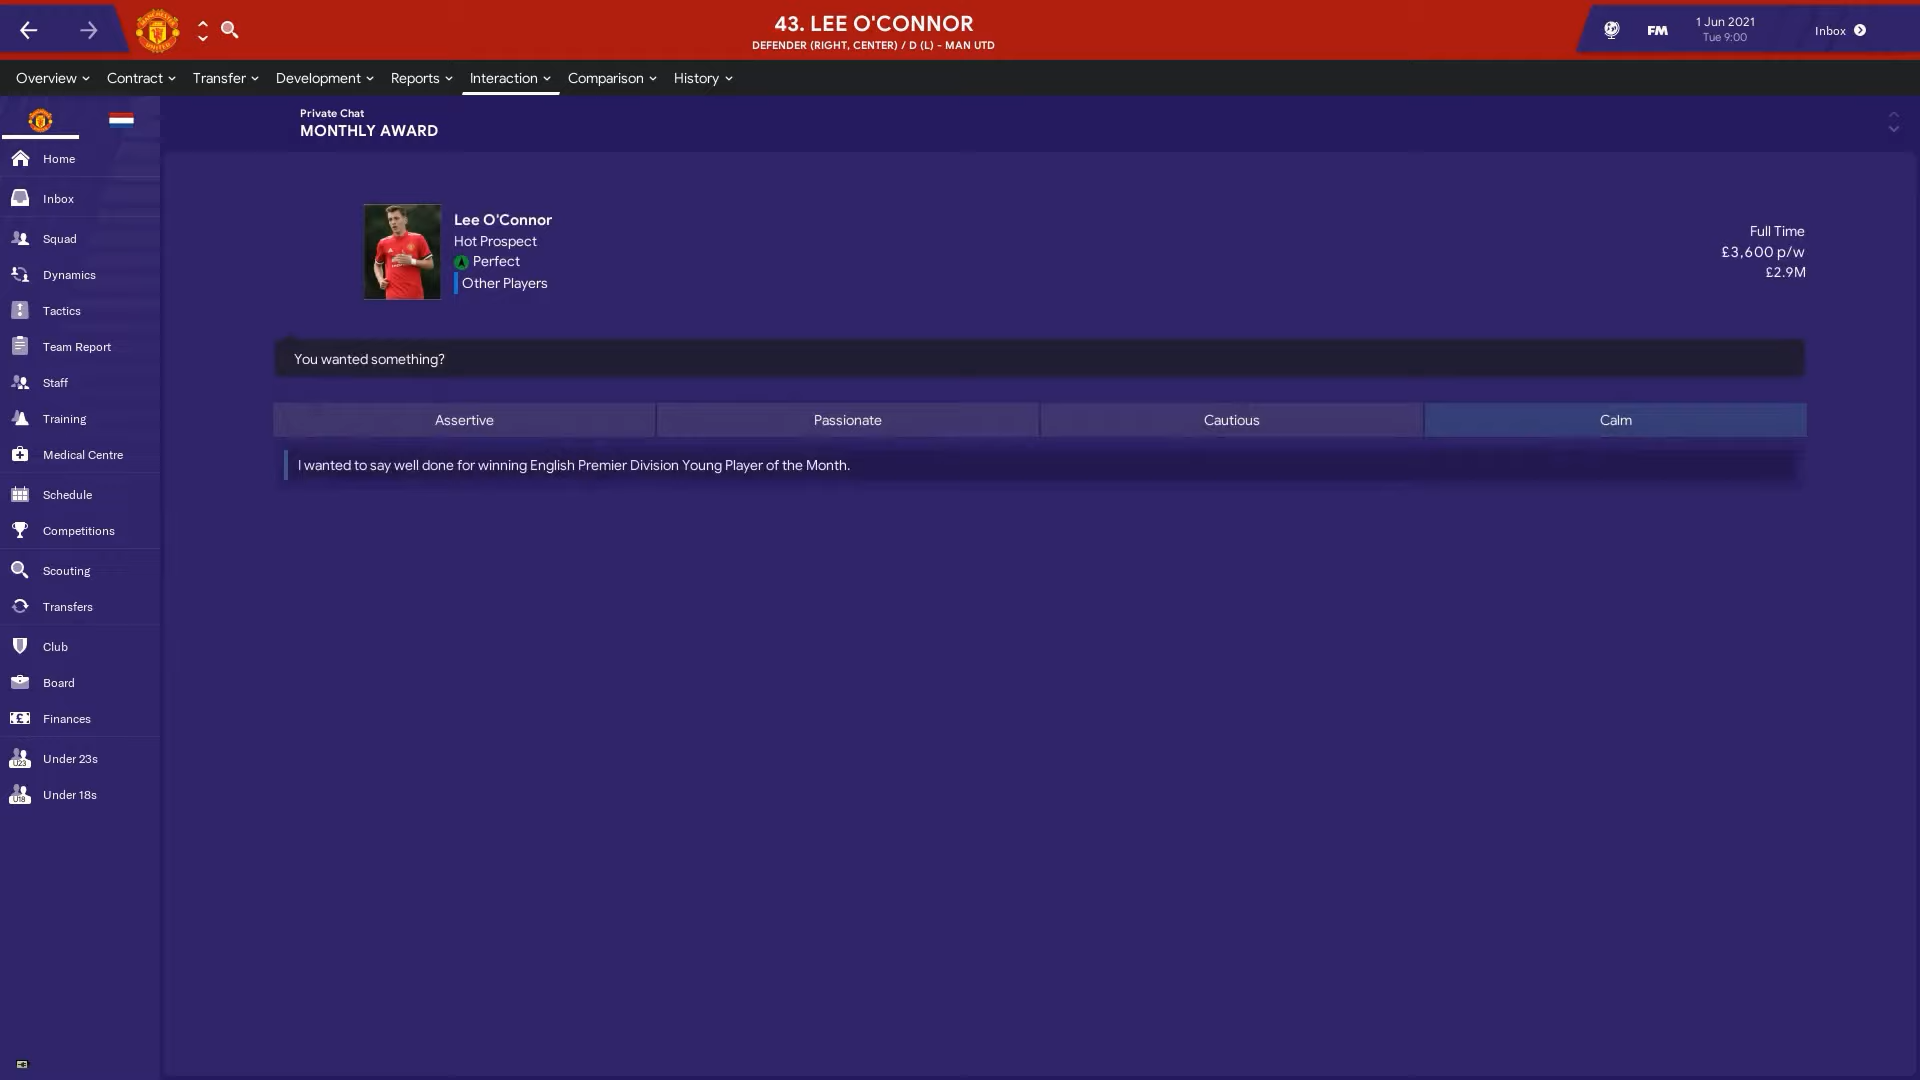 43. LEE O'CONNOR
DEFENDER (RIGHT, CENTER) / D (L) - MAN UTD
FM
1 Jun 2021
Tue 9:00
Inbox
Overview
Contract
Transfer
Development
Reports
Interaction
Comparison
History
Private Chat
MONTHLY AWARD
Home
Inbox
Squad
Dynamics
Tactics
Team Report
Staff
Training
Medical Centre
Schedule
Competitions
Scouting
Transfers
Club
Board
Finances
U23
Under 23s
U18
Under 18s
Lee O'Connor
Hot Prospect
Perfect
Other Players
Full Time
£3,600 p/w
£2.9M
You wanted something?
Assertive
Passionate
Cautious
Calm
I wanted to say well done for winning English Premier Division Young Player of the Month.